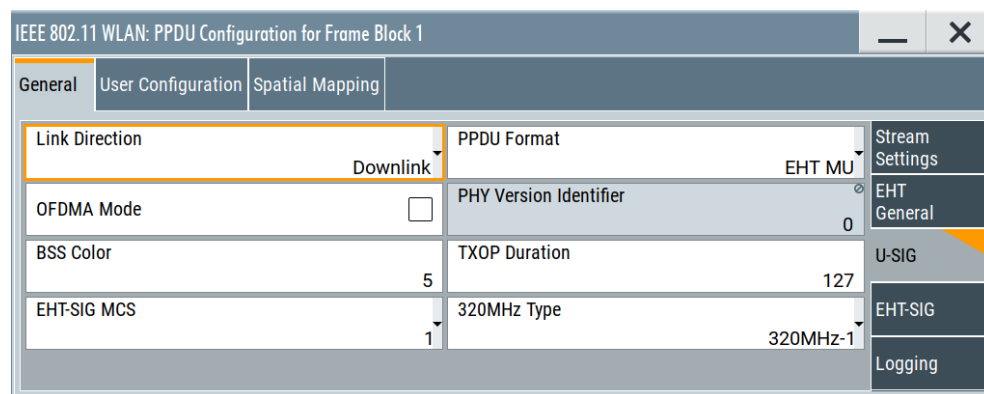 IEEE 802.11 WLAN: PPDU Configuration for Frame Block 1
General
User Configuration
Spatial Mapping
Link Direction
Downlink
PPDU Format
EHT MU
Stream
Settings
OFDMA Mode
PHY Version Identifier
0
EHT
General
BSS Color
5
TXOP Duration
127
U-SIG
EHT-SIG MCS
1
320MHz Type
320MHz-1
EHT-SIG
Logging